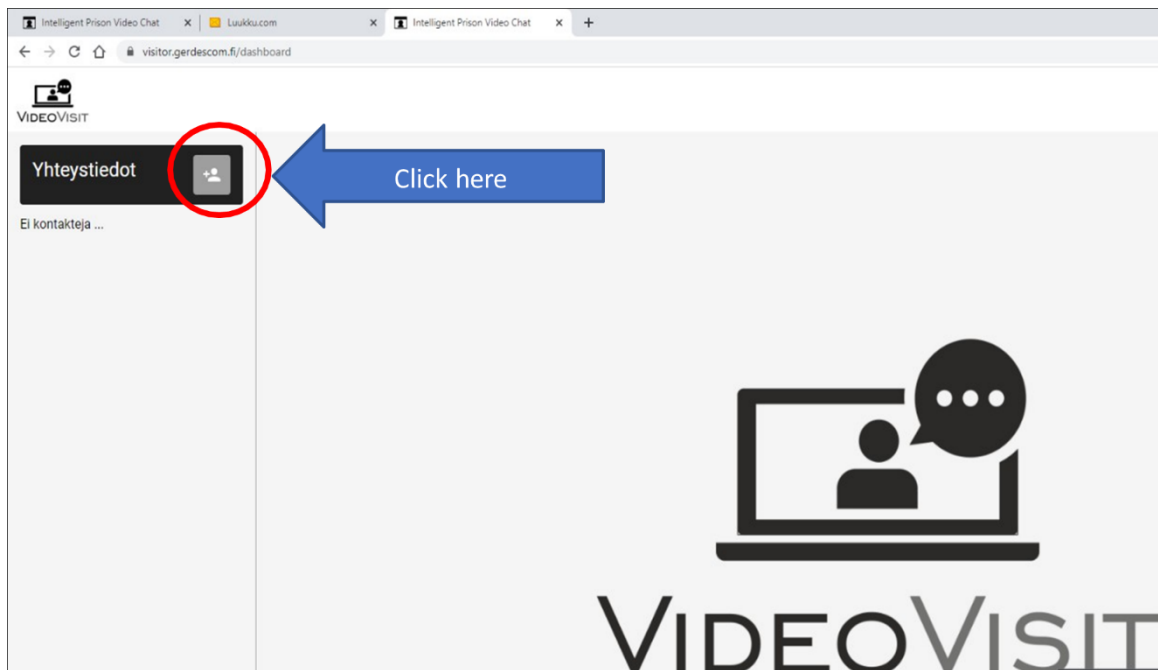 Intelligent Prison Video Chat
Luukku.com
Intelligent Prison Video Chat
visitor.gerdescom.fi/dashboard
VIDEOVISIT
Yhteystiedot
Click here
Ei kontakteja ...
VIDEOVISIT